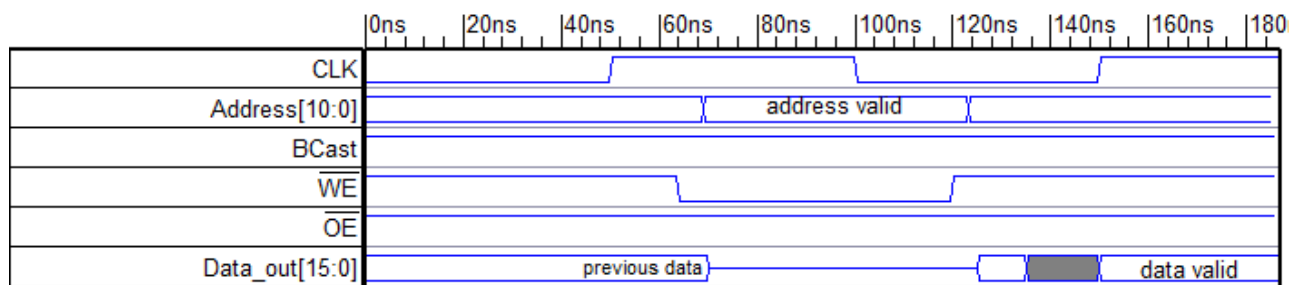 0ns 20ns 40ns 60ns 80ns 100ns 120ns 140ns 160ns 180
CLK
Address[10:0] address valid
BCast
WE
OE
Data_out[15:0] previous data data valid